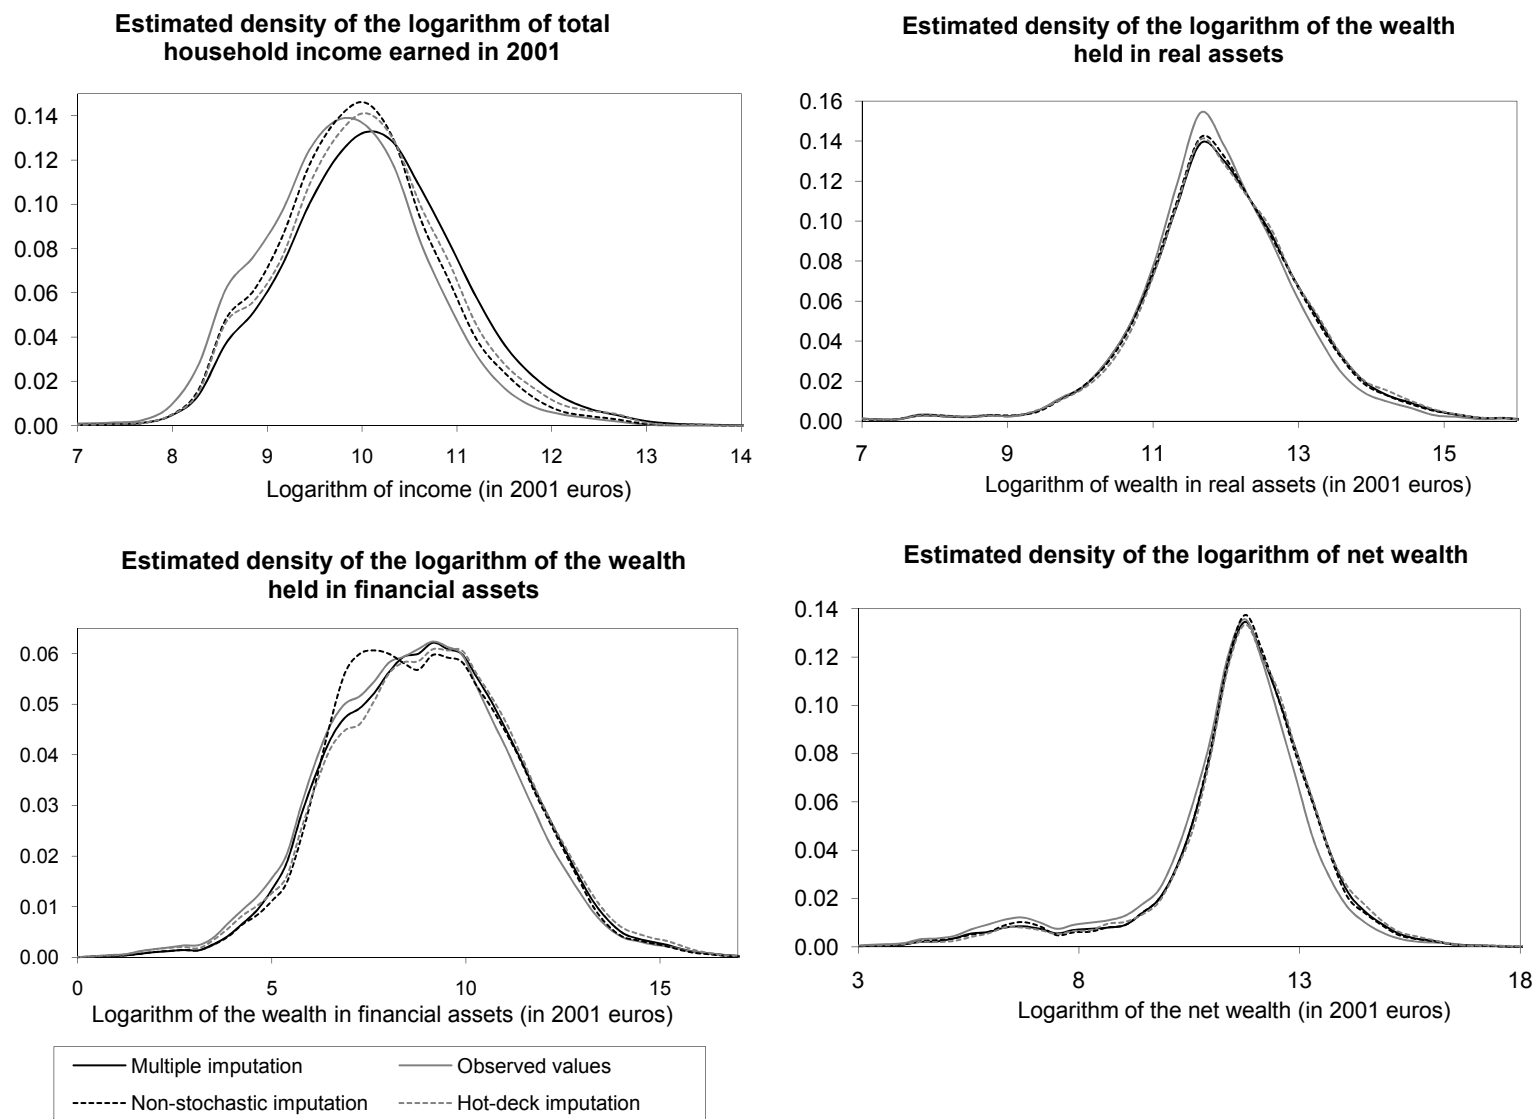 Estimated density of the logarithm of total
household income earned in 2001
0.14
0.12
0.10
0.08
0.06
0.04
0.02
0.00
7 8 9 10 11 12 13 14
Logarithm of income (in 2001 euros)
Estimated density of the logarithm of the wealth
held in real assets
0.16
0.14
0.12
0.10
0.08
0.06
0.04
0.02
0.00
7 9 11 13 15
Logarithm of wealth in real assets (in 2001 euros)
Estimated density of the logarithm of the wealth
held in financial assets
0.06
0.05
0.04
0.03
0.02
0.01
0.00
0 5 10 15
Logarithm of the wealth in financial assets (in 2001 euros)
Estimated density of the logarithm of net wealth
0.14
0.12
0.10
0.08
0.06
0.04
0.02
0.00
3 8 13 18
Logarithm of the net wealth (in 2001 euros)
Multiple imputation Observed values
Non-stochastic imputation Hot-deck imputation